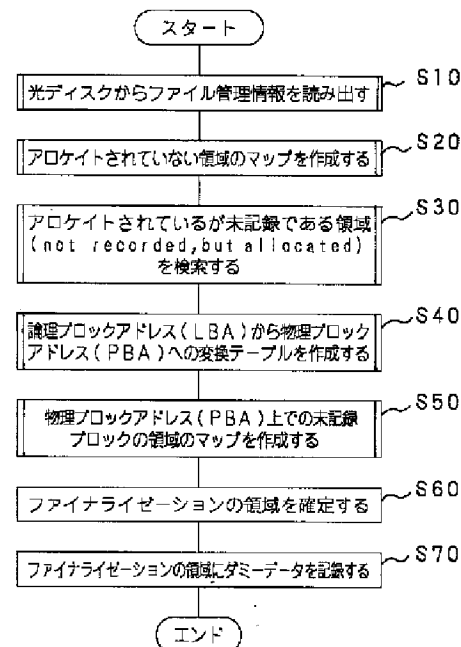 スタート
光ディスクからファイル管理情報を読み出す
S10
アロケイトされていない領域のマップを作成する
S20
アロケイトされているが未記録である領域
(not recorded,but allocated)
を検索する
S30
論理ブロックアドレス(LBA)から物理ブロック
アドレス(PBA)への変換テーブルを作成する
S40
物理ブロックアドレス(PBA)上での未記録
ブロックの領域のマップを作成する
S50
ファイナライゼーションの領域を確定する
S60
ファイナライゼーションの領域にダミーデータを記録する
S70
エンド